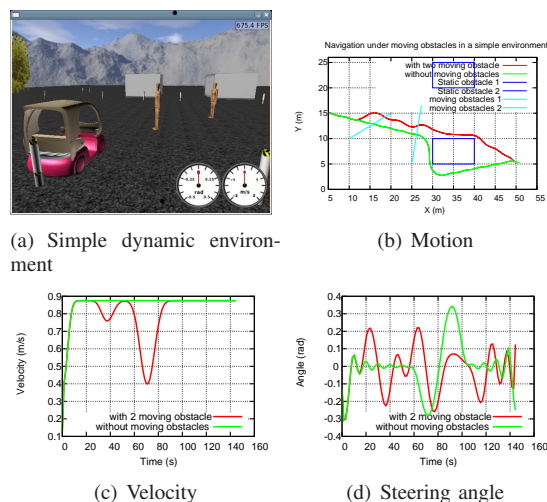 675.4 FPS
rad
m/s
(a) Simple dynamic environ-
ment
Navigation under moving obstacles in a simple environment
with two moving obstacle
without moving obstacles
Static obstacle 1
Static obstacle 2
moving obstacles 1
moving obstacles 2
Y (m)
25
20
15
10
5
0
5 10 15 20 25 30 35 40 45 50 55
X (m)
(b) Motion
Velocity (m/s)
0.9
0.8
0.7
0.6
0.5
0.4
0.3
0.2
0.1
with 2 moving obstacle
without moving obstacles
0 20 40 60 80 100 120 140 160
Time (s)
(c) Velocity
Angle (rad)
0.4
0.3
0.2
0.1
0
-0.1
-0.2
-0.3
-0.4
with 2 moving obstacle
without moving obstacles
0 20 40 60 80 100 120 140 160
Time (s)
(d) Steering angle